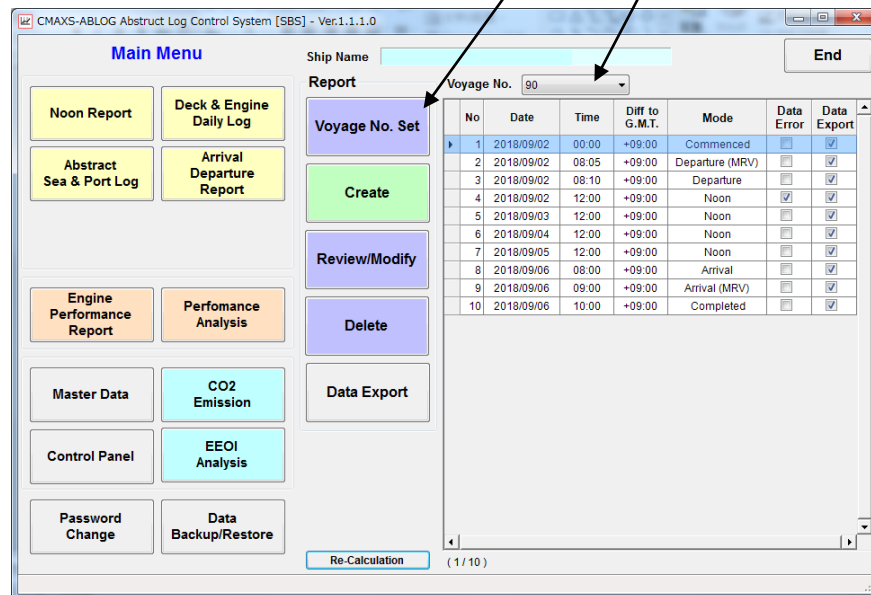 CMAXS-ABLOG Abstruct Log Control System [SBS] - Ver.1.1.1.0
Main Menu
Ship Name
End
Report
Voyage No. 90
Noon Report
Deck & Engine
Daily Log
Abstract
Sea & Port Log
Arrival
Departure
Report
Engine
Performance
Report
Perfomance
Analysis
Master Data
CO2
Emission
Control Panel
EEOI
Analysis
Password
Change
Data
Backup/Restore
Voyage No. Set
Create
Review/Modify
Delete
Data Export
Re-Calculation
No Date Time Diff to G.M.T. Mode Data Error Data Export
1 2018/09/02 00:00 +09:00 Commenced
2 2018/09/02 08:05 +09:00 Departure (MRV)
3 2018/09/02 08:10 +09:00 Departure
4 2018/09/02 12:00 +09:00 Noon
5 2018/09/03 12:00 +09:00 Noon
6 2018/09/04 12:00 +09:00 Noon
7 2018/09/05 12:00 +09:00 Noon
8 2018/09/06 08:00 +09:00 Arrival
9 2018/09/06 09:00 +09:00 Arrival (MRV)
10 2018/09/06 10:00 +09:00 Completed
( 1 / 10 )